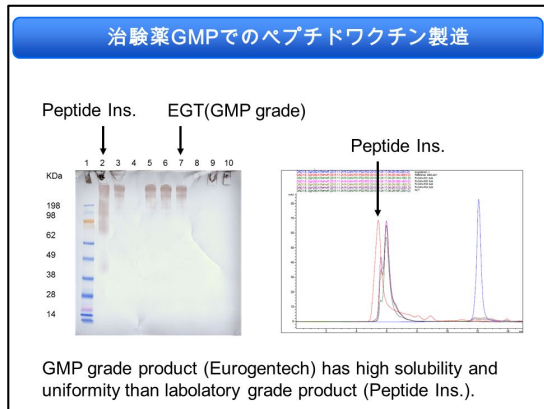 治験薬GMPでのペプチドワクチン製造
Peptide Ins.
EGT(GMP grade)
Peptide Ins.
1 2 3 4 5 6 7 8 9 10
KDa
198
98
62
49
38
28
14
GMP grade product (Eurogentech) has high solubility and
uniformity than labolatory grade product (Peptide Ins.).